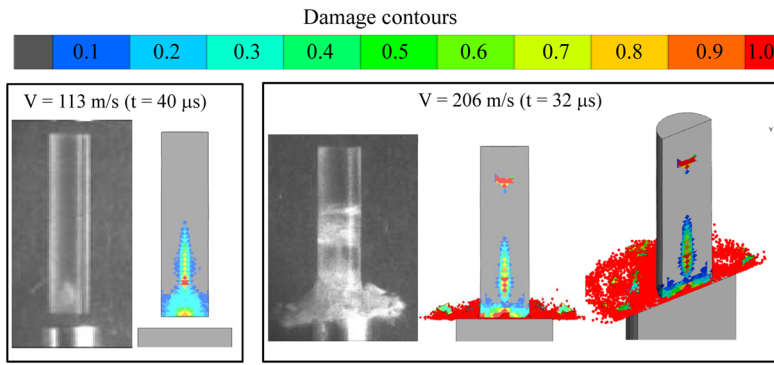 Damage contours
0.1 0.2 0.3 0.4 0.5 0.6 0.7 0.8 0.9 1.0
V = 113 m/s (t = 40 μs)
V = 206 m/s (t = 32 μs)
Y